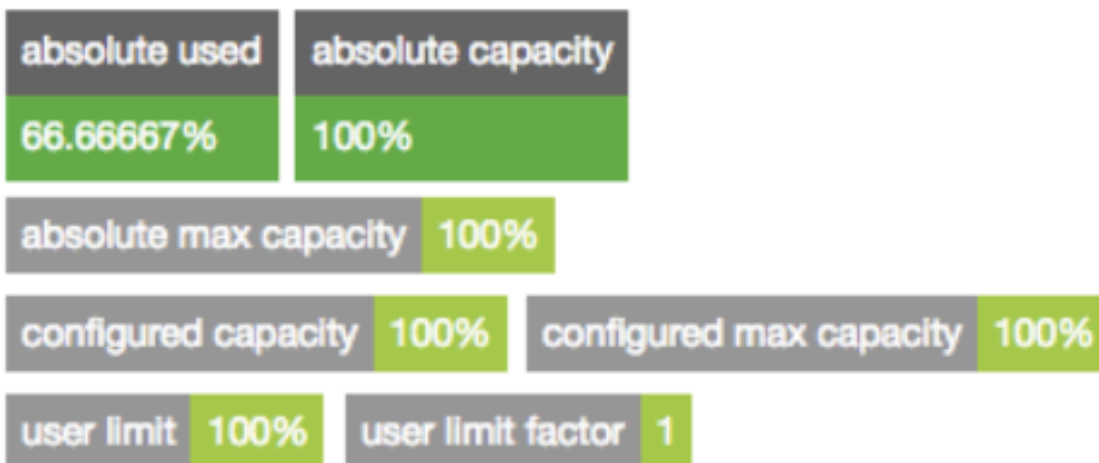 absolute used absolute capacity
66.66667% 100%
absolute max capacity 100%
configured capacity 100% configured max capacity 100%
user limit 100% user limit factor 1